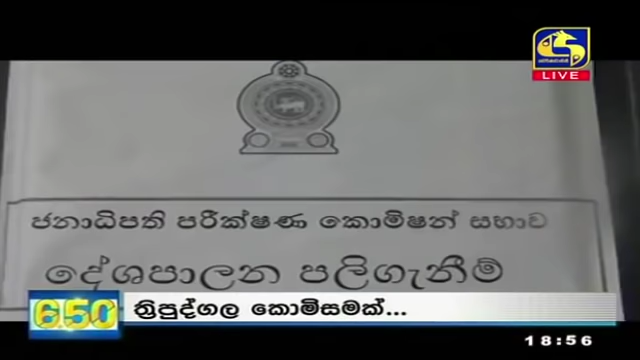 LIVE
ජනාධිපති පරීක්ෂණ කොමිෂන් සභාව
දේශපාලන පලිගැනීම්
6.50
ත්‍රිපුද්ගල කොමිසමක්...
18:56